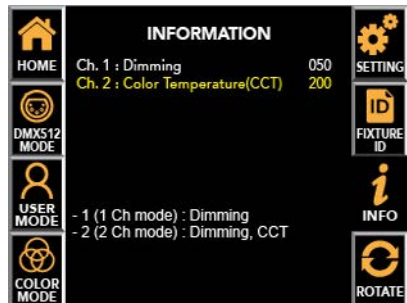 INFORMATION
HOME
Ch. 1 : Dimming 050
SETTING
Ch. 2 : Color Temperature(CCT) 200
DMX512
MODE
ID
FIXTURE
ID
USER
MODE
- 1 (1 Ch mode) : Dimming
- 2 (2 Ch mode) : Dimming, CCT
i
INFO
COLOR
MODE
ROTATE